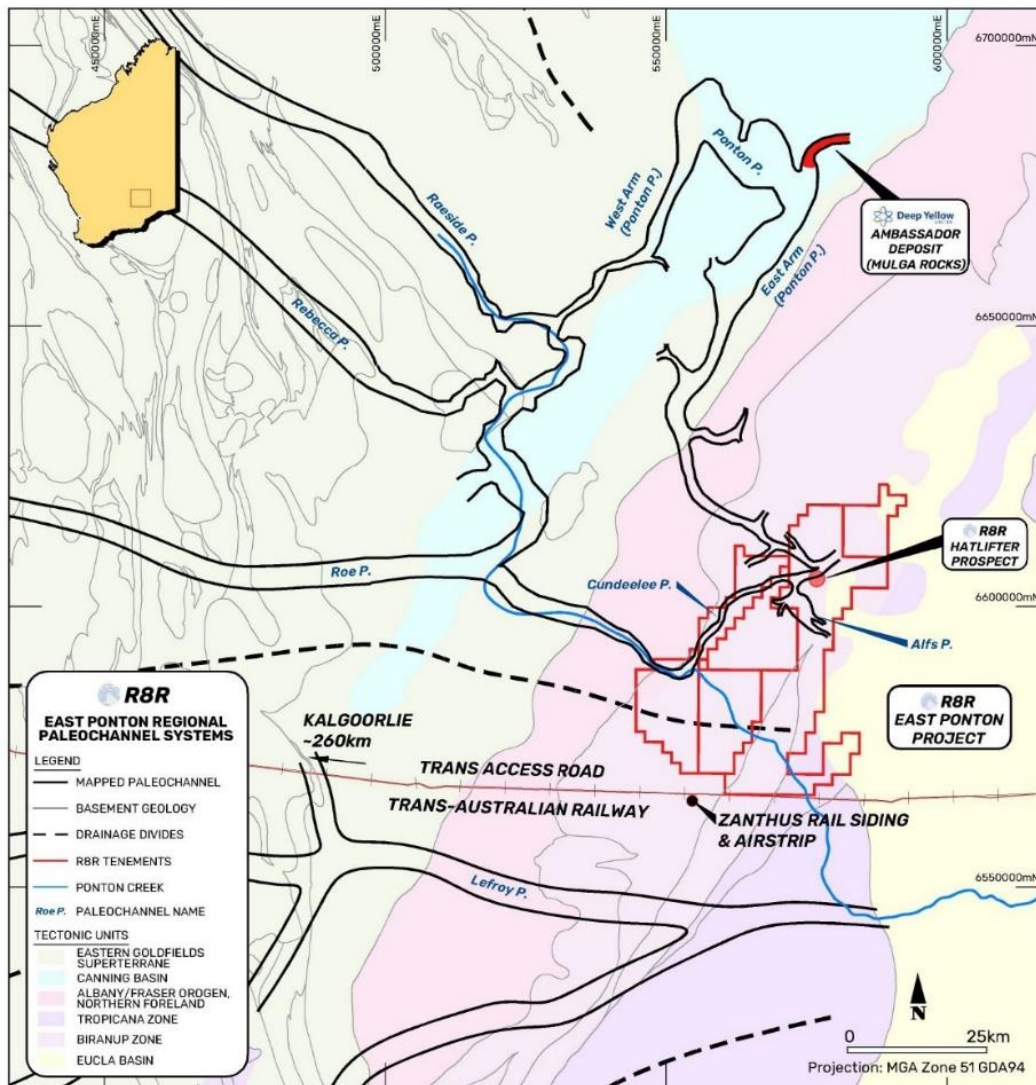 450000mE
500000mE
550000mE
600000mE
6700000mN
Ponton P.
West Arm
(Ponton P.)
Raeside P.
Deep Yellow
LIMITED
AMBASSADOR
DEPOSIT
(MULGA ROCKS)
East Arm
(Ponton P.)
Rebecca P.
6650000mN
R8R
HATLIFTER
PROSPECT
Roe P.
Cundeelee P.
6600000mN
Alfs P.
R8R
EAST PONTON
PROJECT
KALGOORLIE
~260km
TRANS ACCESS ROAD
TRANS-AUSTRALIAN RAILWAY
ZANTHUS RAIL SIDING
& AIRSTRIP
Lefroy P.
6550000mN
R8R
EAST PONTON REGIONAL
PALEOCHANNEL SYSTEMS
LEGEND
MAPPED PALEOCHANNEL
BASEMENT GEOLOGY
DRAINAGE DIVIDES
R8R TENEMENTS
PONTON CREEK
Roe P. PALEOCHANNEL NAME
TECTONIC UNITS
EASTERN GOLDFIELDS
SUPERTERRANE
CANNING BASIN
ALBANY/FRASER OROGEN,
NORTHERN FORELAND
TROPICANA ZONE
BIRANUP ZONE
EUCLA BASIN
N
0 25km
Projection: MGA Zone 51 GDA94